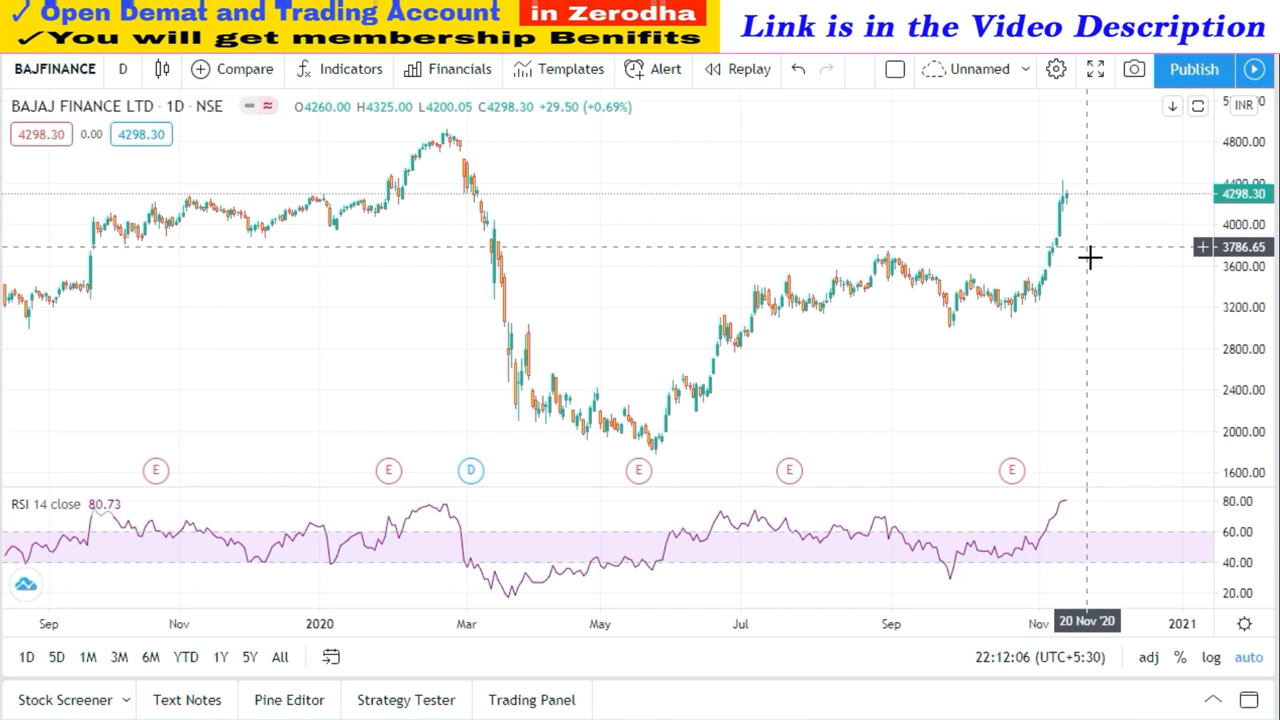 ✓ Open Demat and Trading Account in Zerodha
✓You will get membership Benifits
Link is in the Video Description
BAJFINANCE D Compare Indicators Financials Templates Alert Replay Unnamed Publish
BAJAJ FINANCE LTD · 1D · NSE O4260.00 H4325.00 L4200.05 C4298.30 +29.50 (+0.69%)
INR
4298.30 0.00 4298.30
4800.00
4400.00
4298.30
4000.00
3786.65
3600.00
3200.00
2800.00
2400.00
2000.00
1600.00
E E D E E E
RSI 14 close 80.73
80.00
60.00
40.00
20.00
Sep Nov 2020 Mar May Jul Sep Nov 20 Nov '20 2021
1D 5D 1M 3M 6M YTD 1Y 5Y All 22:12:06 (UTC+5:30) adj % log auto
Stock Screener Text Notes Pine Editor Strategy Tester Trading Panel